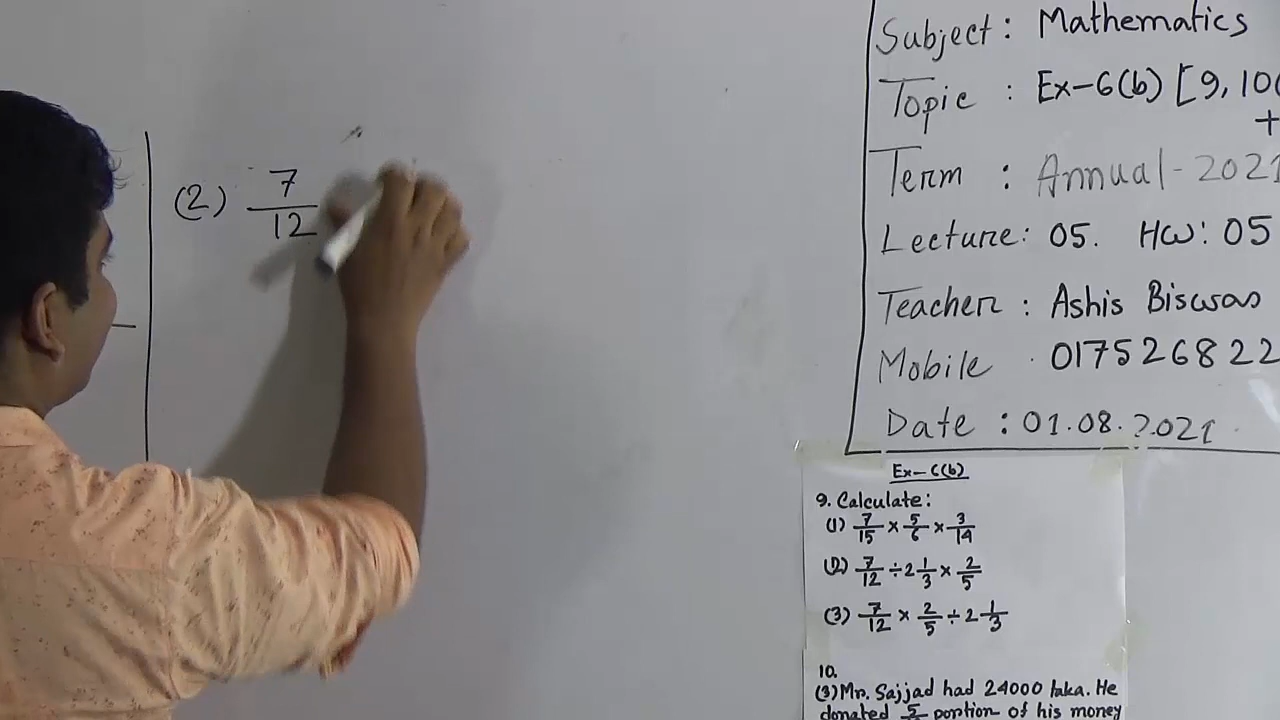 (2) 7/12
Subject: Mathematics
Topic : Ex-6(b) [9, 10(
+
Term : Annual-2021
Lecture: 05. HW: 05
Teacher : Ashis Biswas
Mobile . 017526822
Date : 01.08.2021
Ex-6(b)
9. Calculate:
(1) 7/15 × 5/6 × 3/14
(2) 7/12 ÷ 2 1/3 × 2/5
(3) 7/12 × 2/5 ÷ 2 1/3
10.
(3) Mr. Sajjad had 24000 taka. He
donated 5/ portion of his money